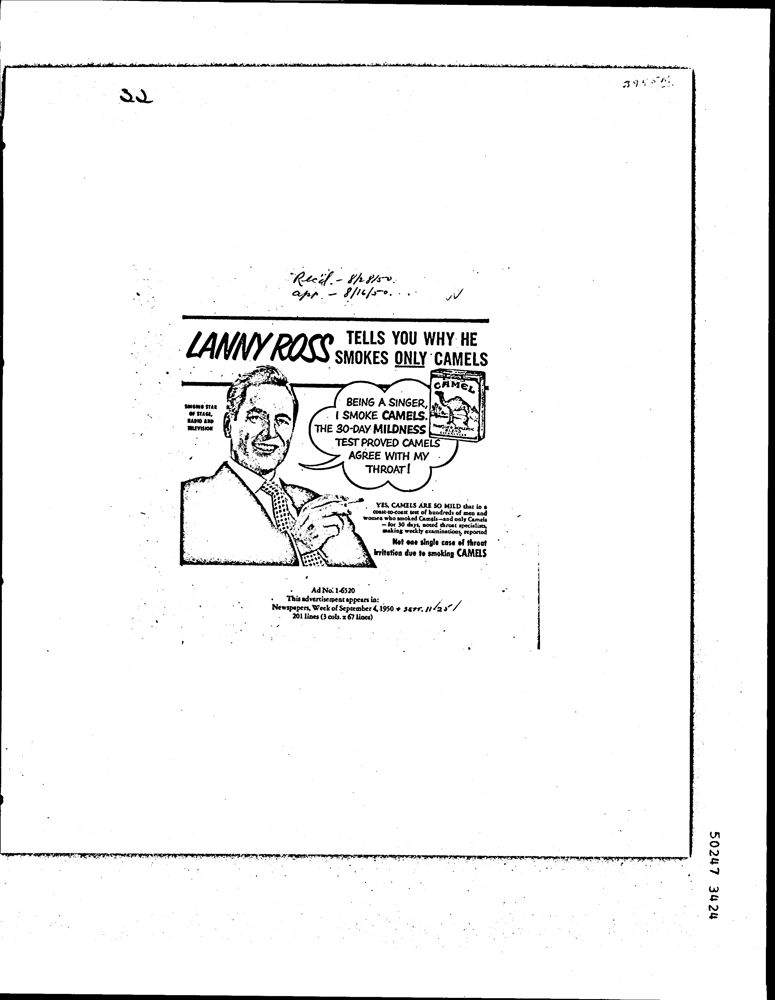 32
Rec'd. - 8/28/50.
app. - 8/16/50...
LANNY ROSS
TELLS YOU WHY HE
SMOKES ONLY CAMELS
SINGING STAR
OF STAGE,
RADIO AND
TELEVISION
CAMEL
BEING A SINGER,
I SMOKE CAMELS.
THE 30-DAY MILDNESS
TEST PROVED CAMELS
AGREE WITH MY
THROAT!
YES, CAMELS ARE SO MILD that in a
coast-to-coast test of hundreds of men and
women who smoked Camels—and only Camels
—for 30 days, noted throat specialists,
making weekly examinations, reported
Not one single case of throat
irritation due to smoking CAMELS
Ad No. 1-6520
This advertisement appears in:
Newspapers, Week of September 4, 1950 + SEPT. 11
201 lines (3 cols. x 67 lines)
50247 3424